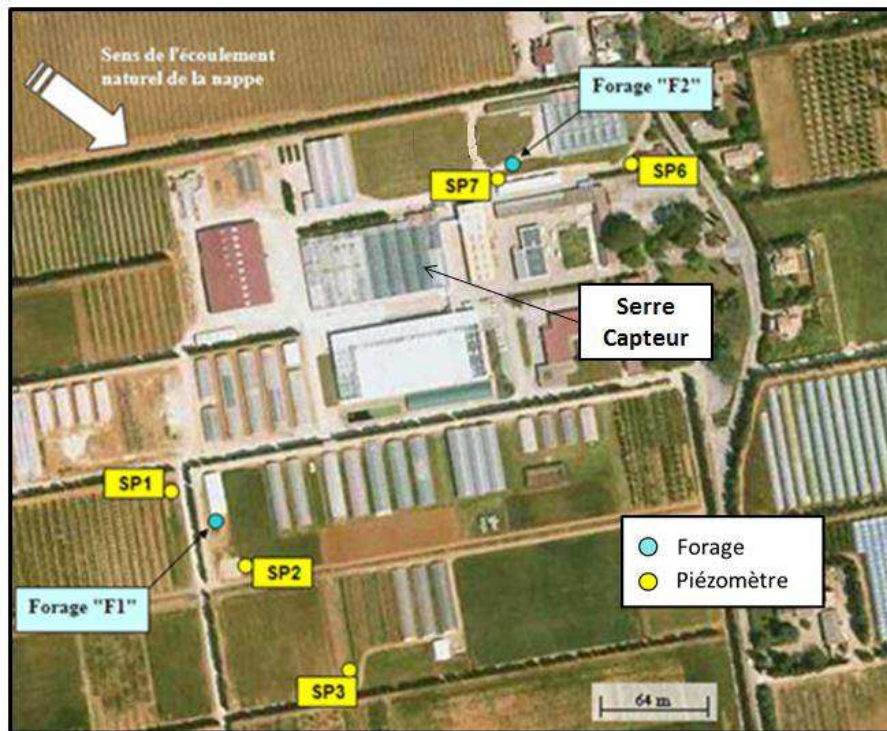 Sens de l'écoulement
naturel de la nappe
Forage "F2"
SP7
SP6
Serre
Capteur
SP1
Forage
Piézomètre
SP2
Forage "F1"
SP3
64 m